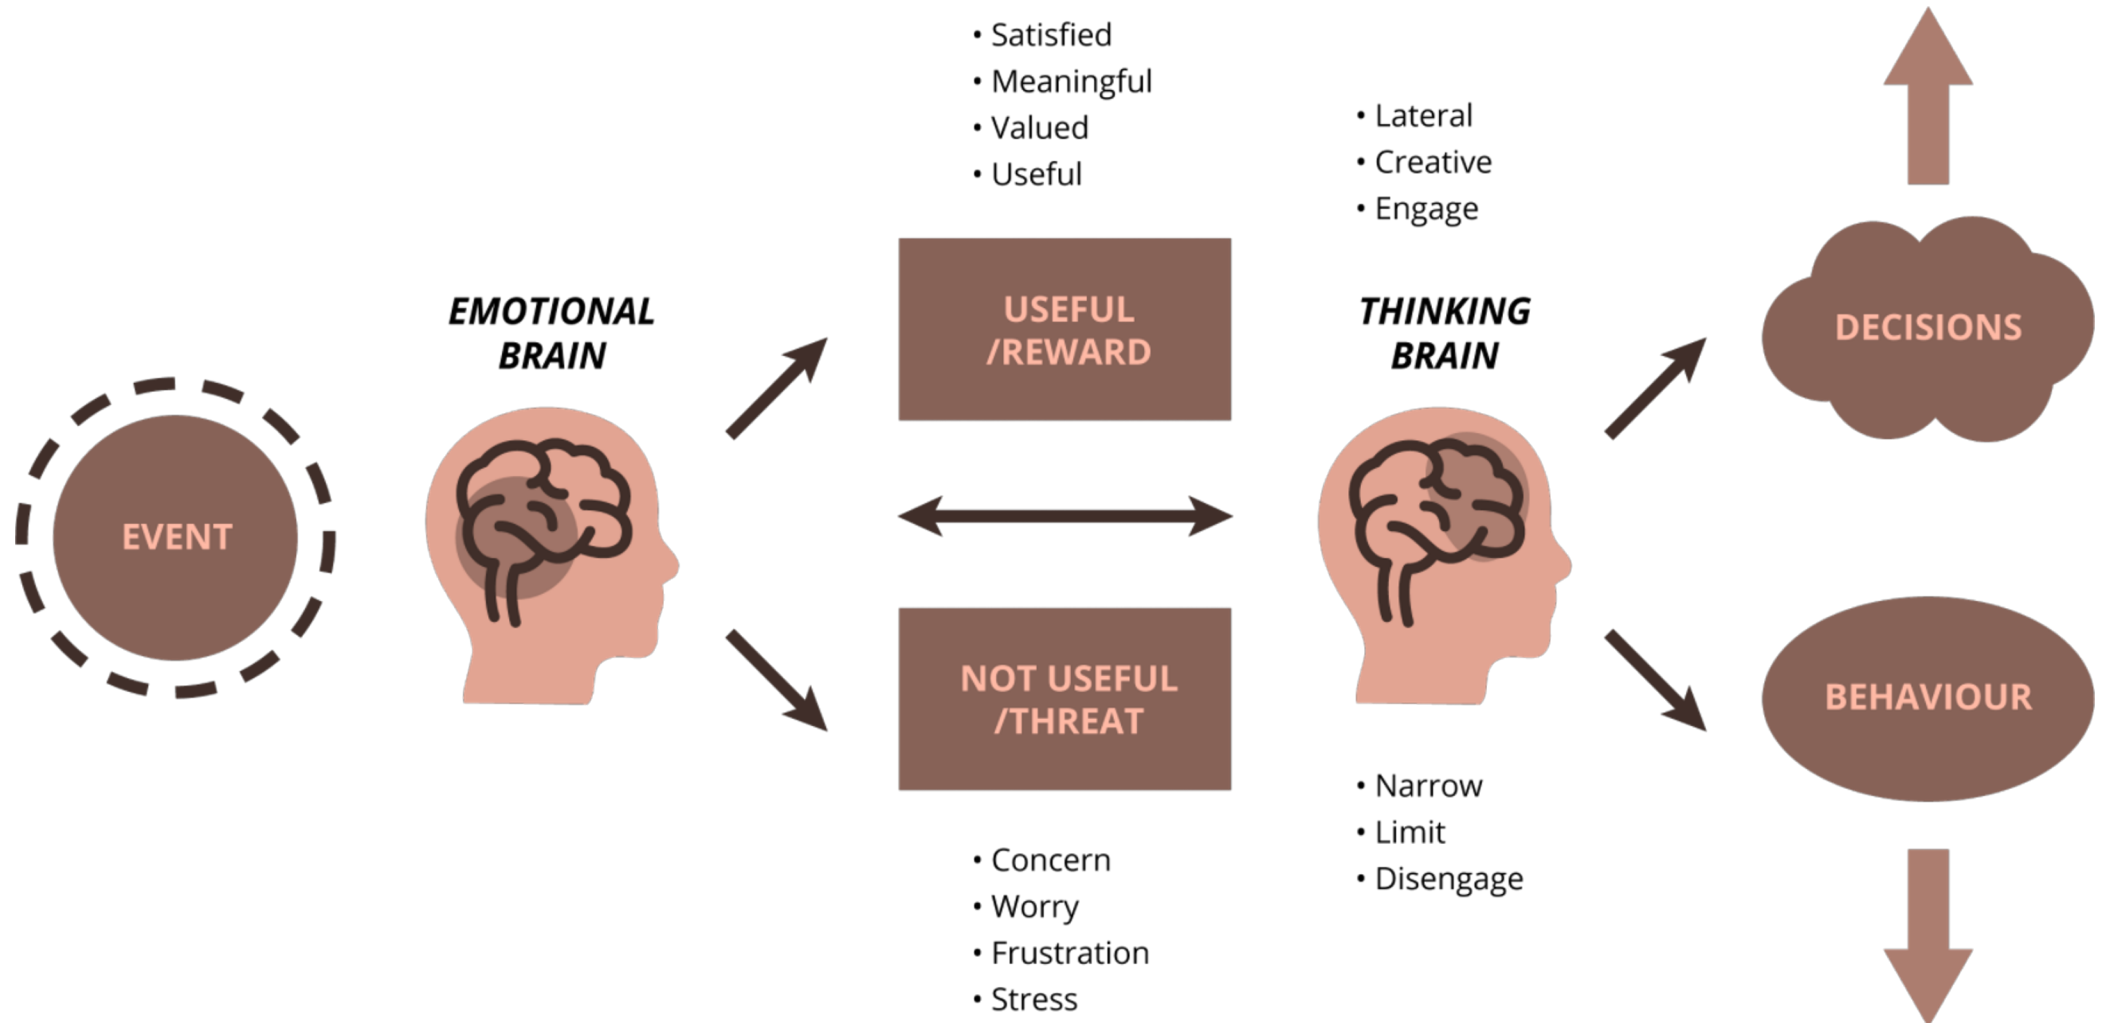 EVENT
EMOTIONAL
BRAIN
• Satisfied
• Meaningful
• Valued
• Useful
USEFUL
/REWARD
NOT USEFUL
/THREAT
• Concern
• Worry
• Frustration
• Stress
• Lateral
• Creative
• Engage
THINKING
BRAIN
• Narrow
• Limit
• Disengage
DECISIONS
BEHAVIOUR